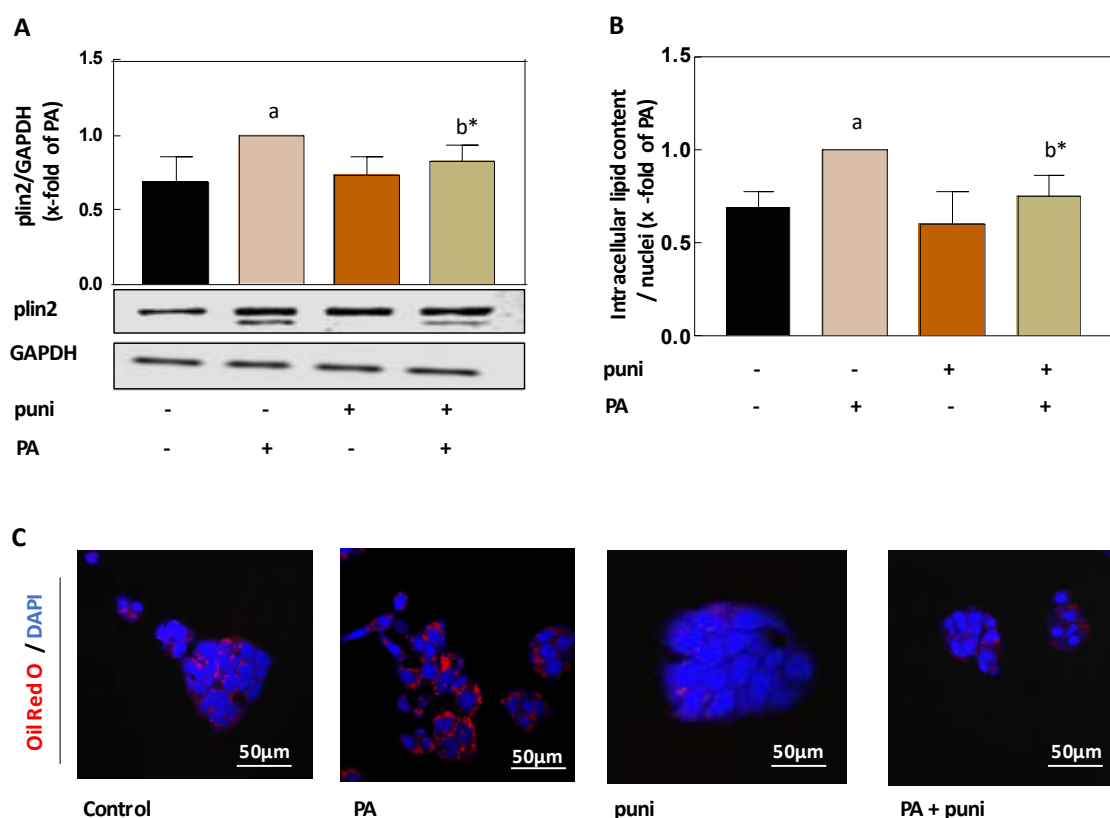 A
plin2/GAPDH
(x-fold of PA)
1.5
1.0
0.5
0.0
a
b*
plin2
GAPDH
puni - - + +
PA - + - +
B
Intracellular lipid content
/ nuclei (x -fold of PA)
1.5
1.0
0.5
0.0
a
b*
puni - - + +
PA - + - +
C
Oil Red O / DAPI
50µm
50µm
50µm
50µm
Control
PA
puni
PA + puni